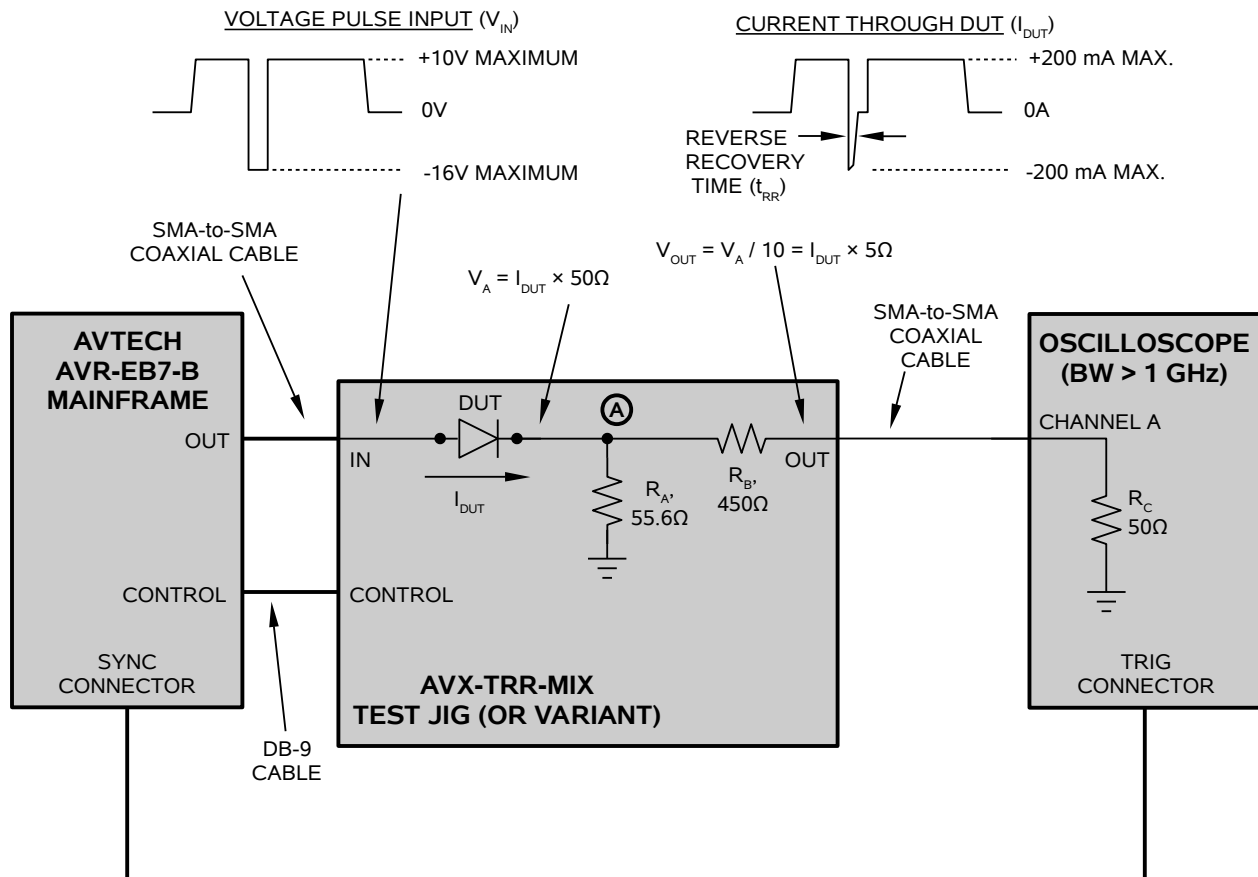 VOLTAGE PULSE INPUT (V_IN)
+10V MAXIMUM
0V
-16V MAXIMUM
CURRENT THROUGH DUT (I_DUT)
+200 mA MAX.
0A
REVERSE
RECOVERY
TIME (t_RR)
-200 mA MAX.
SMA-to-SMA
COAXIAL CABLE
V_A = I_DUT × 50Ω
V_OUT = V_A / 10 = I_DUT × 5Ω
SMA-to-SMA
COAXIAL
CABLE
AVTECH
AVR-EB7-B
MAINFRAME
OUT
CONTROL
SYNC
CONNECTOR
DUT
A
IN
I_DUT
R_A,
55.6Ω
R_B,
450Ω
OUT
CONTROL
AVX-TRR-MIX
TEST JIG (OR VARIANT)
DB-9
CABLE
OSCILLOSCOPE
(BW > 1 GHz)
CHANNEL A
R_C
50Ω
TRIG
CONNECTOR